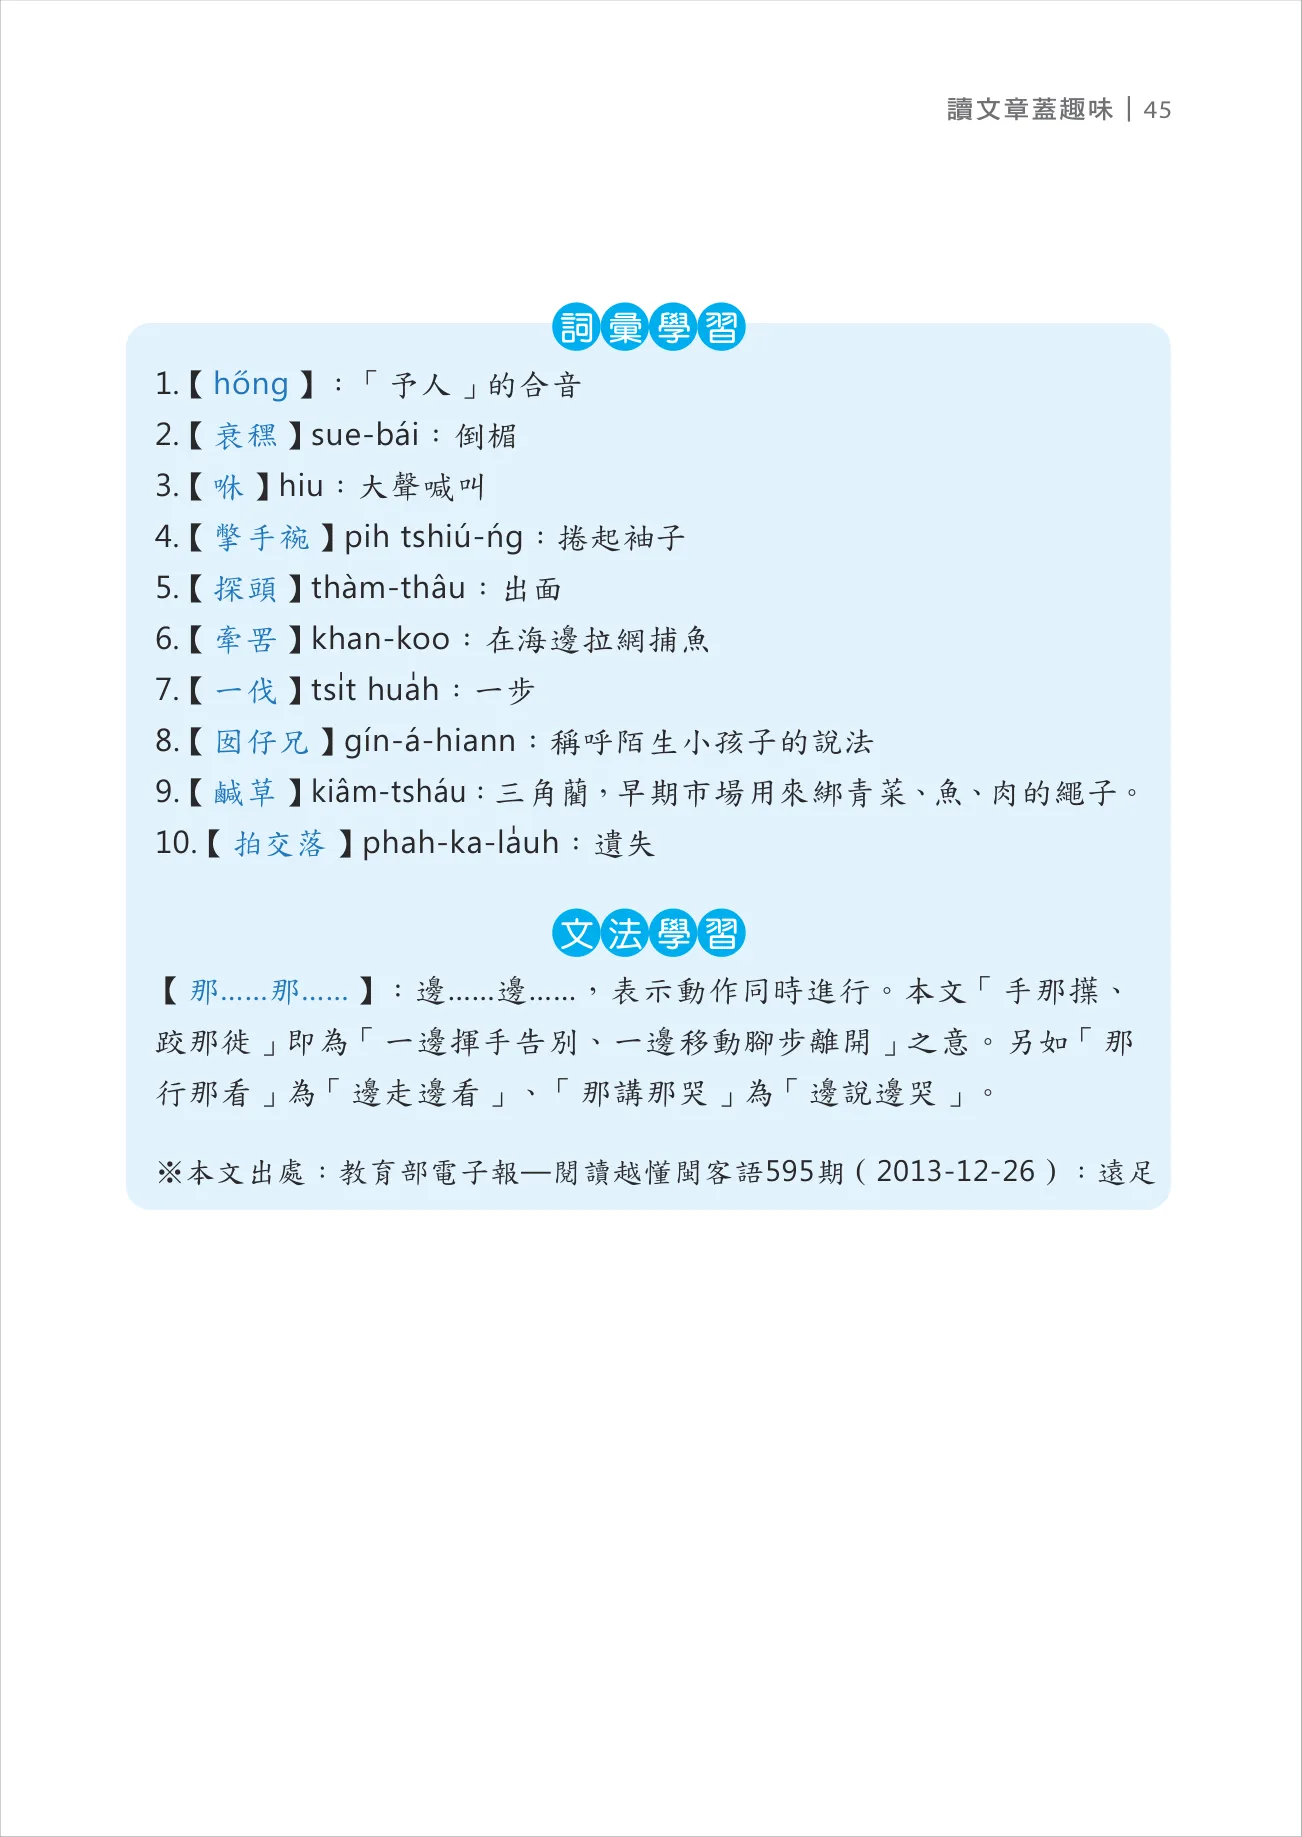 讀文章蓋趣味｜45
詞彙學習
1.【hőng】：「予人」的合音
2.【衰䆀】sue-bái：倒楣
3.【咻】hiu：大聲喊叫
4.【撆手䘼】pih tshiú-ńg：捲起袖子
5.【探頭】thàm-thâu：出面
6.【牽罟】khan-koo：在海邊拉網捕魚
7.【一伐】tsi̍t hua̍h：一步
8.【囡仔兄】gín-á-hiann：稱呼陌生小孩子的說法
9.【鹹草】kiâm-tsháu：三角藺，早期市場用來綁青菜、魚、肉的繩子。
10.【拍交落】phah-ka-la̍uh：遺失
文法學習
【那……那……】：邊……邊……，表示動作同時進行。本文「手那擛、
跤那徙」即為「一邊揮手告別、一邊移動腳步離開」之意。另如「那
行那看」為「邊走邊看」、「那講那哭」為「邊說邊哭」。
※本文出處：教育部電子報—閱讀越懂閩客語595期（2013-12-26）：遠足